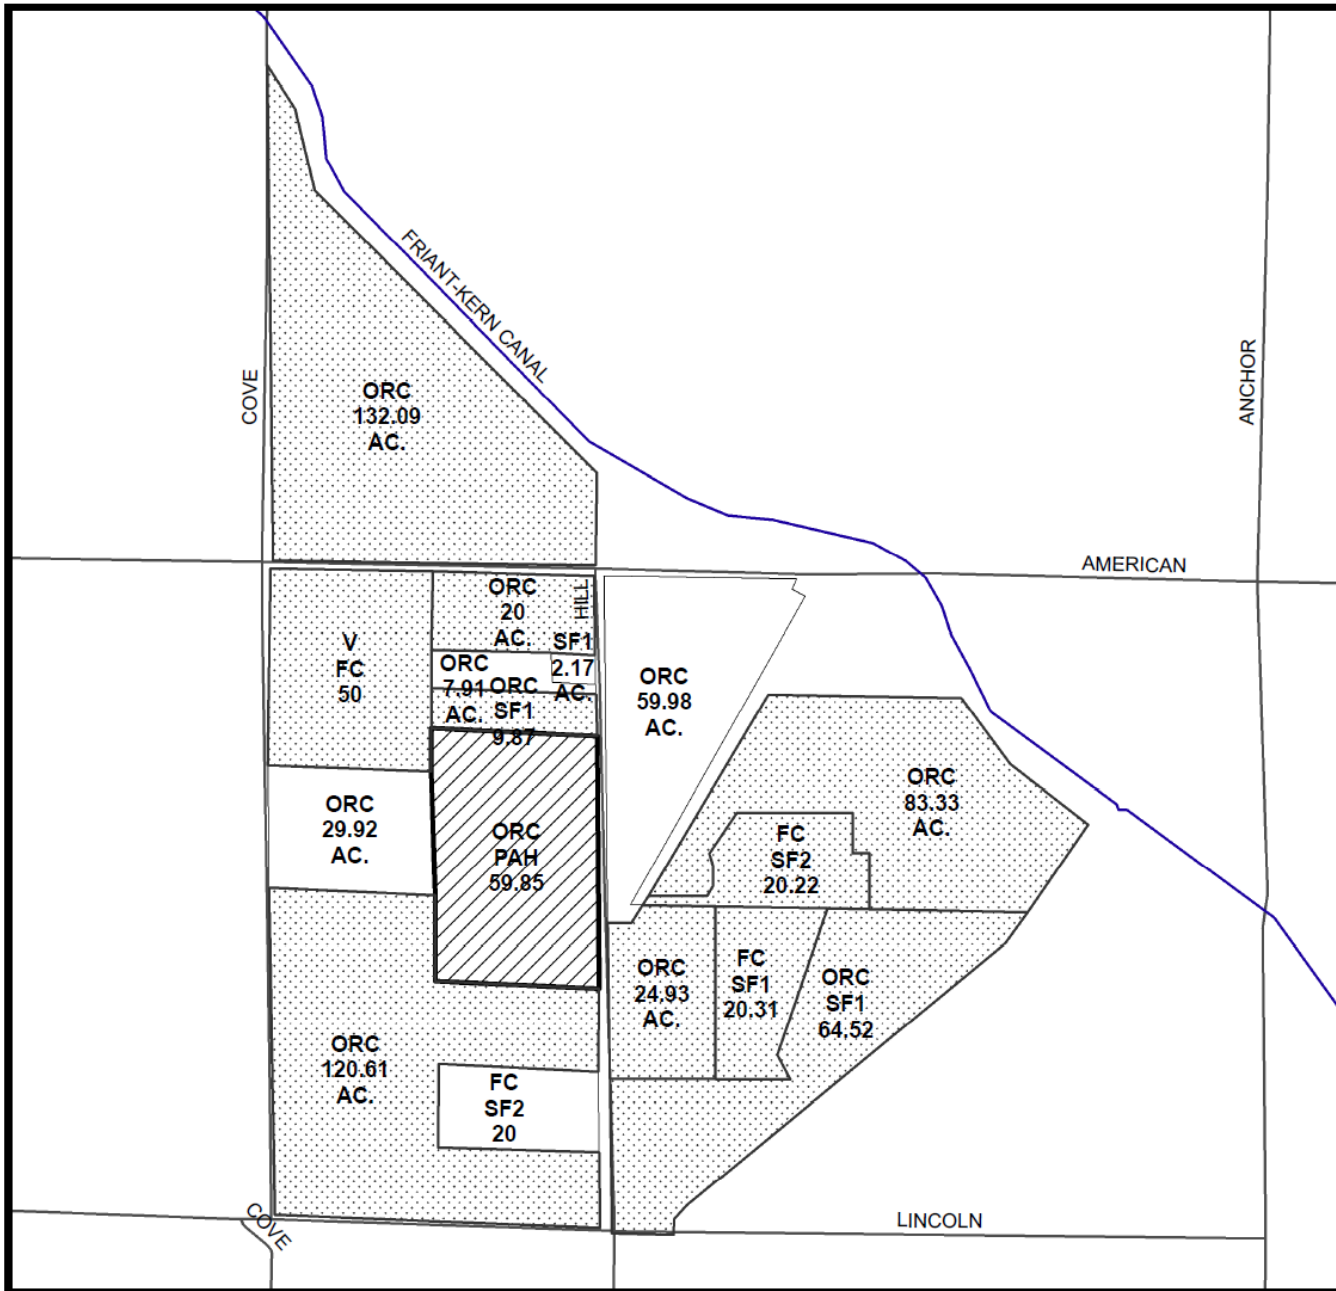 FRIANT-KERN CANAL
COVE
ANCHOR
ORC
132.09
AC.
AMERICAN
ORC
20
AC.
HILL
V
FC
50
SF1
2.17
AC.
ORC
7.91
AC.
ORC
SF1
9.87
ORC
59.98
AC.
ORC
29.92
AC.
ORC
PAH
59.85
ORC
83.33
AC.
FC
SF2
20.22
ORC
24.93
AC.
FC
SF1
20.31
ORC
SF1
64.52
ORC
120.61
AC.
FC
SF2
20
COVE
LINCOLN